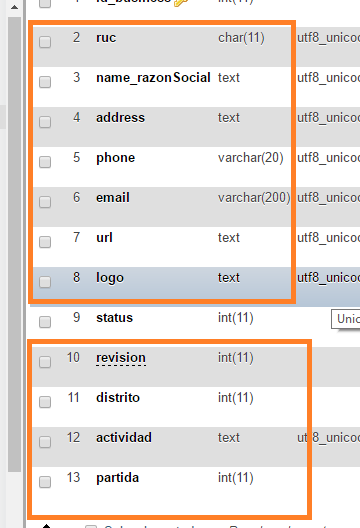 1 id_business int(11)
2 ruc char(11) utf8_unicod
3 name_razonSocial text utf8_unicod
4 address text utf8_unicod
5 phone varchar(20) utf8_unicod
6 email varchar(200) utf8_unicod
7 url text utf8_unicod
8 logo text utf8_unicod
9 status int(11)
Unic
10 revision int(11)
11 distrito int(11)
12 actividad text utf8_unicod
13 partida int(11)